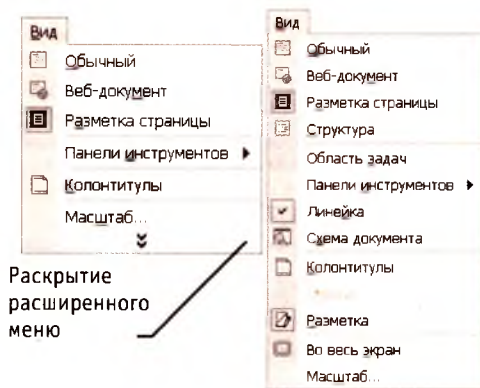 Вид
Обычный
Веб-документ
Разметка страницы
Панели инструментов
Колонтитулы
Масштаб...
Раскрытие
расширенного
меню
Вид
Обычный
Веб-документ
Разметка страницы
Структура
Область задач
Панели инструментов
Линейка
Схема документа
Колонтитулы
Разметка
Во весь экран
Масштаб...